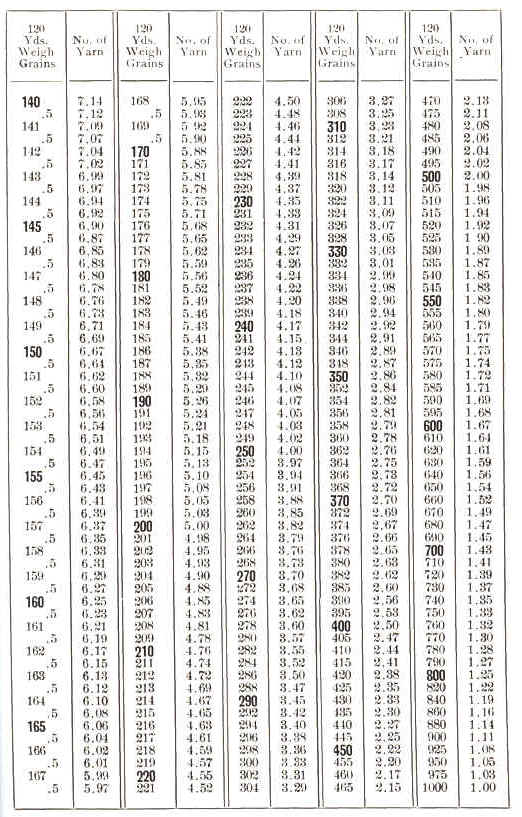 120 Yds. Weigh Grains No. of Yarn 120 Yds. Weigh Grains No. of Yarn 120 Yds. Weigh Grains No. of Yarn 120 Yds. Weigh Grains No. of Yarn 120 Yds. Weigh Grains No. of Yarn
140 7.14 168 5.95 222 4.50 306 3.27 470 2.13
.5 7.12 .5 5.93 223 4.48 308 3.25 475 2.11
141 7.09 169 5.92 224 4.46 310 3.23 480 2.08
.5 7.07 .5 5.90 225 4.44 312 3.21 485 2.06
142 7.04 170 5.88 226 4.42 314 3.18 490 2.04
.5 7.02 171 5.85 227 4.41 316 3.17 495 2.02
143 6.99 172 5.81 228 4.39 318 3.14 500 2.00
.5 6.97 173 5.78 229 4.37 320 3.12 505 1.98
144 6.94 174 5.75 230 4.35 322 3.11 510 1.96
.5 6.92 175 5.71 231 4.33 324 3.09 515 1.94
145 6.90 176 5.68 232 4.31 326 3.07 520 1.92
.5 6.87 177 5.65 233 4.29 328 3.05 525 1 90
146 6.85 178 5.62 234 4.27 330 3.03 530 1.89
.5 6.83 179 5.59 235 4.26 332 3.01 535 1.87
147 6.80 180 5.56 236 4.24 334 2.99 540 1.85
.5 6.78 181 5.52 237 4.22 336 2.98 545 1.83
148 6.76 182 5.49 238 4.20 338 2.96 550 1.82
.5 6.73 183 5.46 239 4.18 340 2.94 555 1.80
149 6.71 184 5.43 240 4.17 342 2.92 560 1.79
.5 6.69 185 5.41 241 4.15 344 2.91 565 1.77
150 6.67 186 5.38 242 4.13 346 2.89 570 1.75
.5 6.64 187 5.35 243 4.12 348 2.87 575 1.74
151 6.62 188 5.32 244 4.10 350 2.86 580 1.72
.5 6.60 189 5.29 245 4.08 352 2.84 585 1.71
152 6.58 190 5.26 246 4.07 354 2.82 590 1.69
.5 6.56 191 5.24 247 4.05 356 2.81 595 1.68
153 6.54 192 5.21 248 4.03 358 2.79 600 1.67
.5 6.51 193 5.18 249 4.02 360 2.78 610 1.64
154 6.49 194 5.15 250 4.00 362 2.76 620 1.61
.5 6.47 195 5.13 252 3.97 364 2.75 630 1.59
155 6.45 196 5.10 254 3.94 366 2.73 640 1.56
.5 6.43 197 5.08 256 3.91 368 2.72 650 1.54
156 6.41 198 5.05 258 3.88 370 2.70 660 1.52
.5 6.39 199 5.03 260 3.85 372 2.69 670 1.49
157 6.37 200 5.00 262 3.82 374 2.67 680 1.47
.5 6.35 201 4.98 264 3.79 376 2.66 690 1.45
158 6.33 202 4.95 266 3.76 378 2.65 700 1.43
.5 6.31 203 4.93 268 3.73 380 2.63 710 1.41
159 6.29 204 4.90 270 3.70 382 2.62 720 1.39
.5 6.27 205 4.88 272 3.68 385 2.60 730 1.37
160 6.25 206 4.85 274 3.65 390 2.56 740 1.35
.5 6.23 207 4.83 276 3.62 395 2.53 750 1.33
161 6.21 208 4.81 278 3.60 400 2.50 760 1.32
.5 6.19 209 4.78 280 3.57 405 2.47 770 1.30
162 6.17 210 4.76 282 3.55 410 2.44 780 1.28
.5 6.15 211 4.74 284 3.52 415 2.41 790 1.27
163 6.13 212 4.72 286 3.50 420 2.38 800 1.25
.5 6.12 213 4.69 288 3.47 425 2.35 820 1.22
164 6.10 214 4.67 290 3.45 430 2.33 840 1.19
.5 6.08 215 4.65 292 3.42 435 2.30 860 1.16
165 6.06 216 4.63 294 3.40 440 2.27 880 1.14
.5 6.04 217 4.61 296 3.38 445 2.25 900 1.11
166 6.02 218 4.59 298 3.36 450 2.22 925 1.08
.5 6.01 219 4.57 300 3.33 455 2.20 950 1.05
167 5.99 220 4.55 302 3.31 460 2.17 975 1.03
.5 5.97 221 4.52 304 3.29 465 2.15 1000 1.00